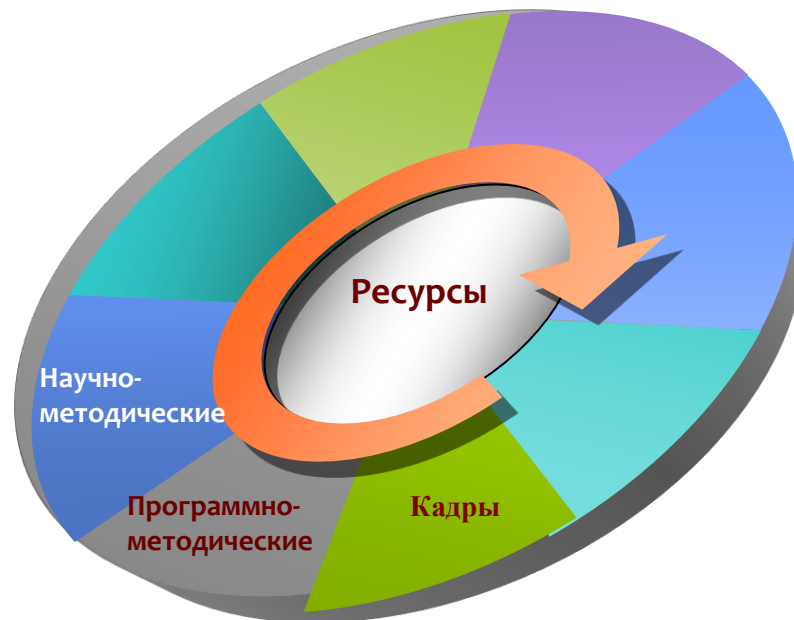 Ресурсы
Научно-
методические
Программно-
методические
Кадры